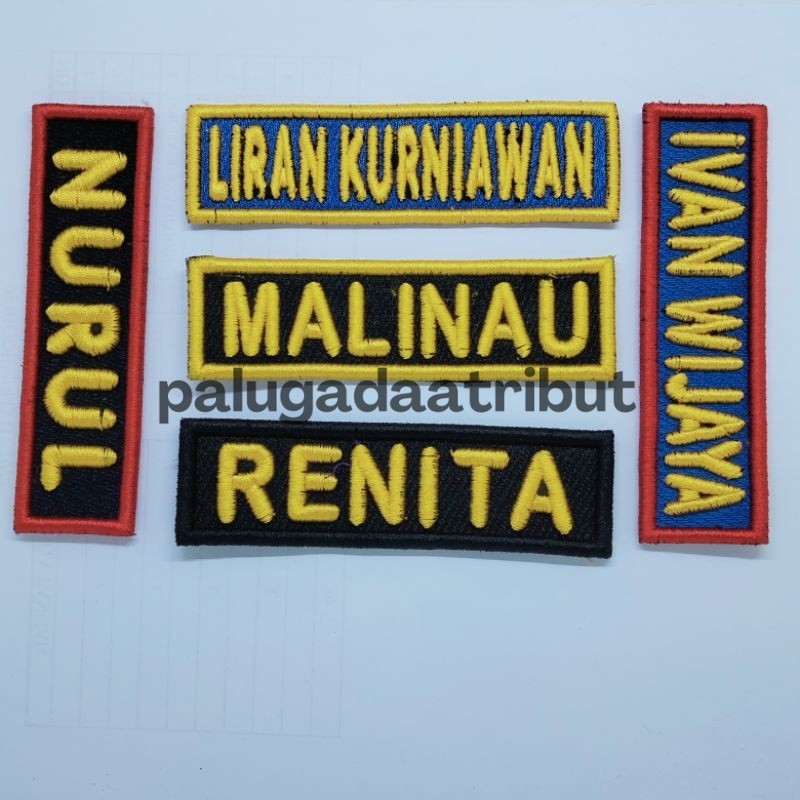 NURUL
LIRAN KURNIAWAN
MALINAU
palugadaatribut
RENITA
IVAN WIJAYA